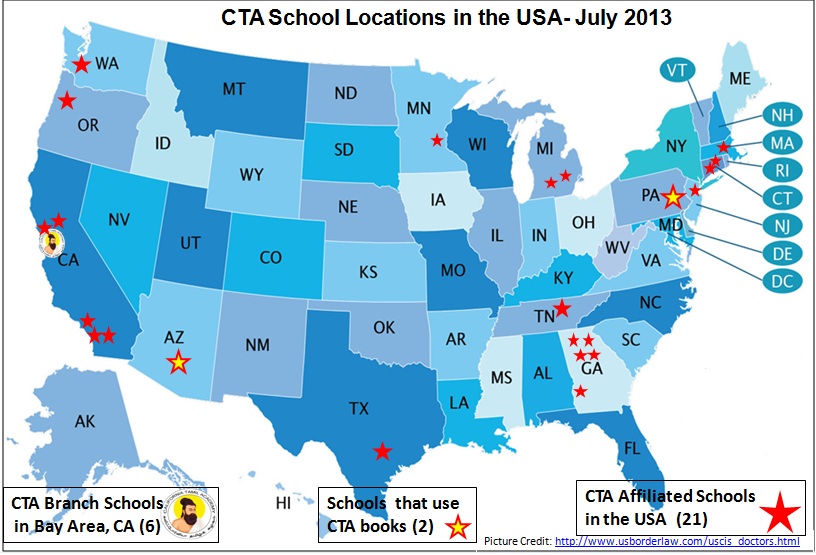 CTA School Locations in the USA- July 2013
WA
MT
ND
MN
ME
VT
NH
MA
RI
CT
NJ
DE
DC
OR
ID
SD
WI
MI
NY
WY
NE
IA
PA
NV
UT
CO
KS
MO
IL
IN
OH
WV
MD
VA
KY
CA
AZ
NM
OK
AR
TN
NC
SC
MS
AL
GA
TX
LA
FL
AK
HI
CTA Branch Schools
in Bay Area, CA (6)
Schools that use
CTA books (2)
CTA Affiliated Schools
in the USA (21)
Picture Credit: http://www.usborderlaw.com/uscis_doctors.html